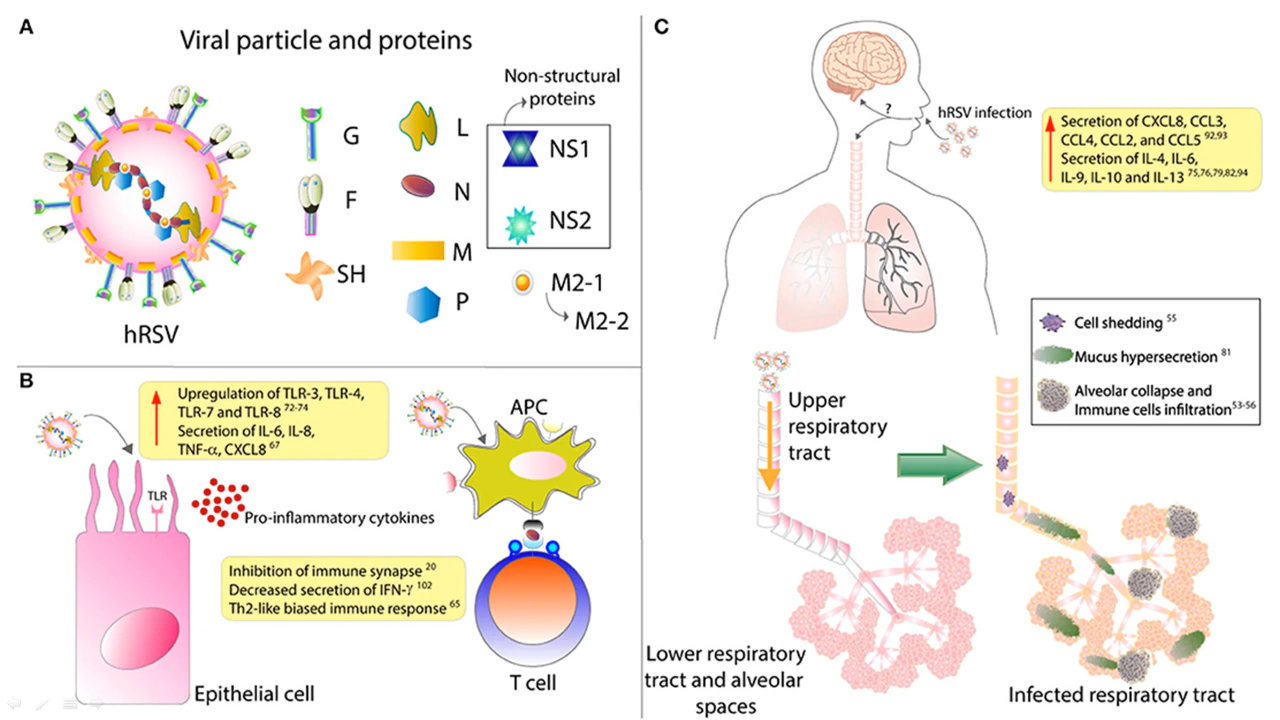 A
Viral particle and proteins
Non-structural
proteins
G
F
SH
L
N
M
P
NS1
NS2
M2-1
M2-2
hRSV
B
Upregulation of TLR-3, TLR-4,
TLR-7 and TLR-8 72-74
Secretion of IL-6, IL-8,
TNF-α, CXCL8 67
TLR
Pro-inflammatory cytokines
Inhibition of immune synapse 20
Decreased secretion of IFN-γ 102
Th2-like biased immune response 65
Epithelial cell
APC
T cell
C
?
hRSV infection
Secretion of CXCL8, CCL3,
CCL4, CCL2, and CCL5 92,93
Secretion of IL-4, IL-6,
IL-9, IL-10 and IL-13 75,76,79,82,94
Cell shedding 55
Mucus hypersecretion 81
Alveolar collapse and
Immune cells infiltration 53-56
Upper
respiratory
tract
Lower respiratory
tract and alveolar
spaces
Infected respiratory tract